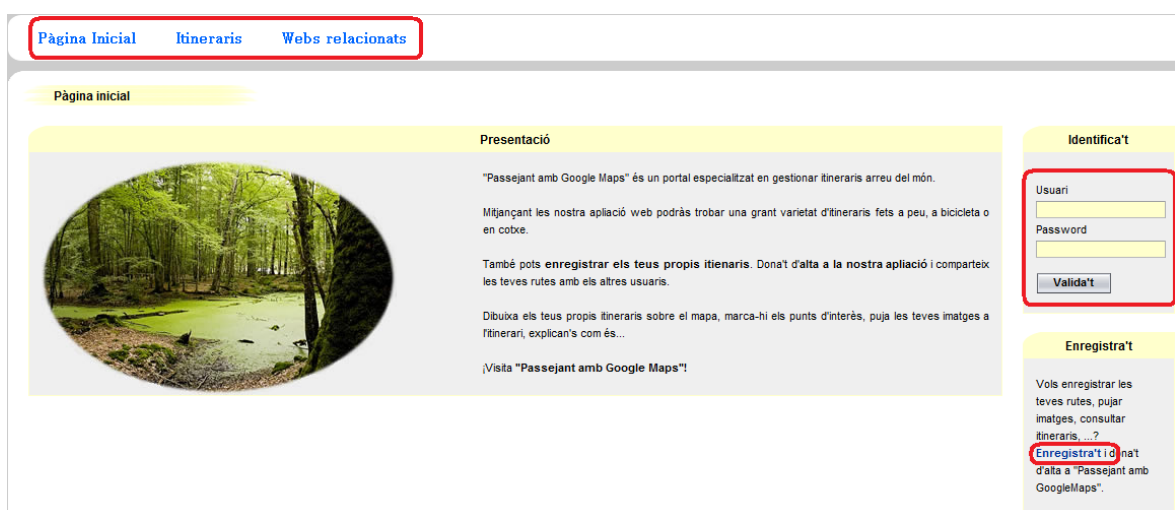 Pàgina Inicial Itineraris Webs relacionats
Pàgina inicial
Presentació
"Passejant amb Google Maps" és un portal especialitzat en gestionar itineraris arreu del món.
Mitjançant les nostra apliació web podràs trobar una grant varietat d'itineraris fets a peu, a bicicleta o
en cotxe.
També pots enregistrar els teus propis itienaris. Dona't d'alta a la nostra apliació i comparteix
les teves rutes amb els altres usuaris.
Dibuixa els teus propis itineraris sobre el mapa, marca-hi els punts d'interès, puja les teves imatges a
l'itinerari, explican's com és...
¡Visita "Passejant amb Google Maps"!
Identifica't
Usuari
Password
Valida't
Enregistra't
Vols enregistrar les
teves rutes, pujar
imatges, consultar
itineraris, ...?
Enregistra't i dona't
d'alta a "Passejant amb
GoogleMaps".